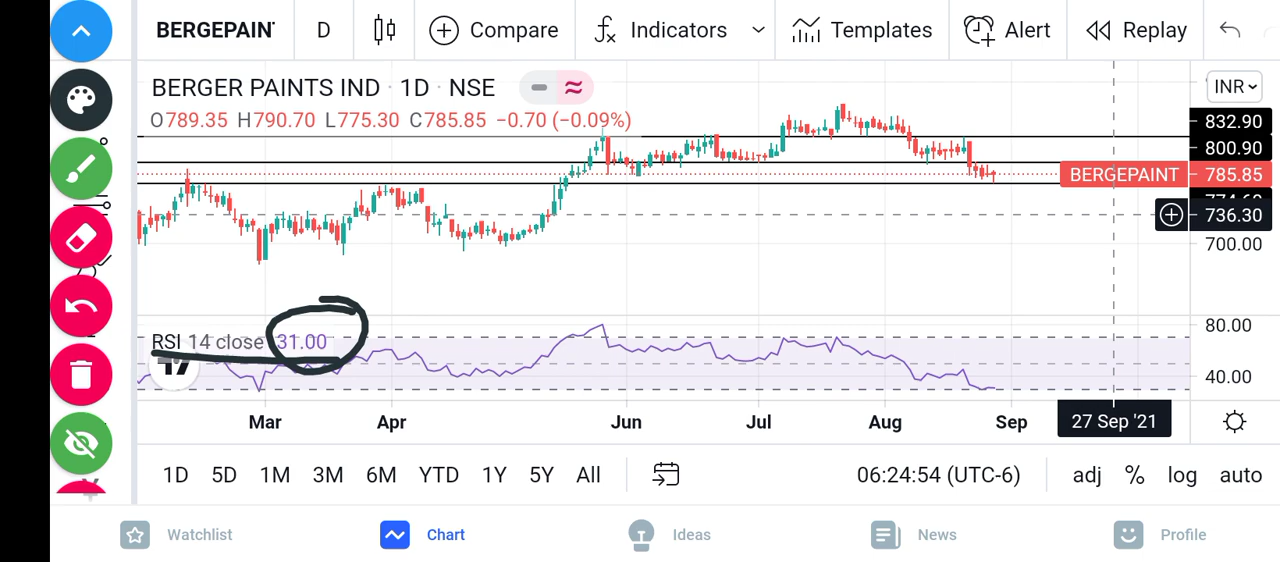 BERGEPAIN D Compare Indicators Templates Alert Replay
BERGER PAINTS IND · 1D · NSE
INR
O789.35 H790.70 L775.30 C785.85 −0.70 (−0.09%)
832.90
800.90
BERGEPAINT 785.85
736.30
700.00
RSI 14 close 31.00
80.00
40.00
Mar Apr Jun Jul Aug Sep 27 Sep '21
1D 5D 1M 3M 6M YTD 1Y 5Y All 06:24:54 (UTC-6) adj % log auto
Watchlist Chart Ideas News Profile